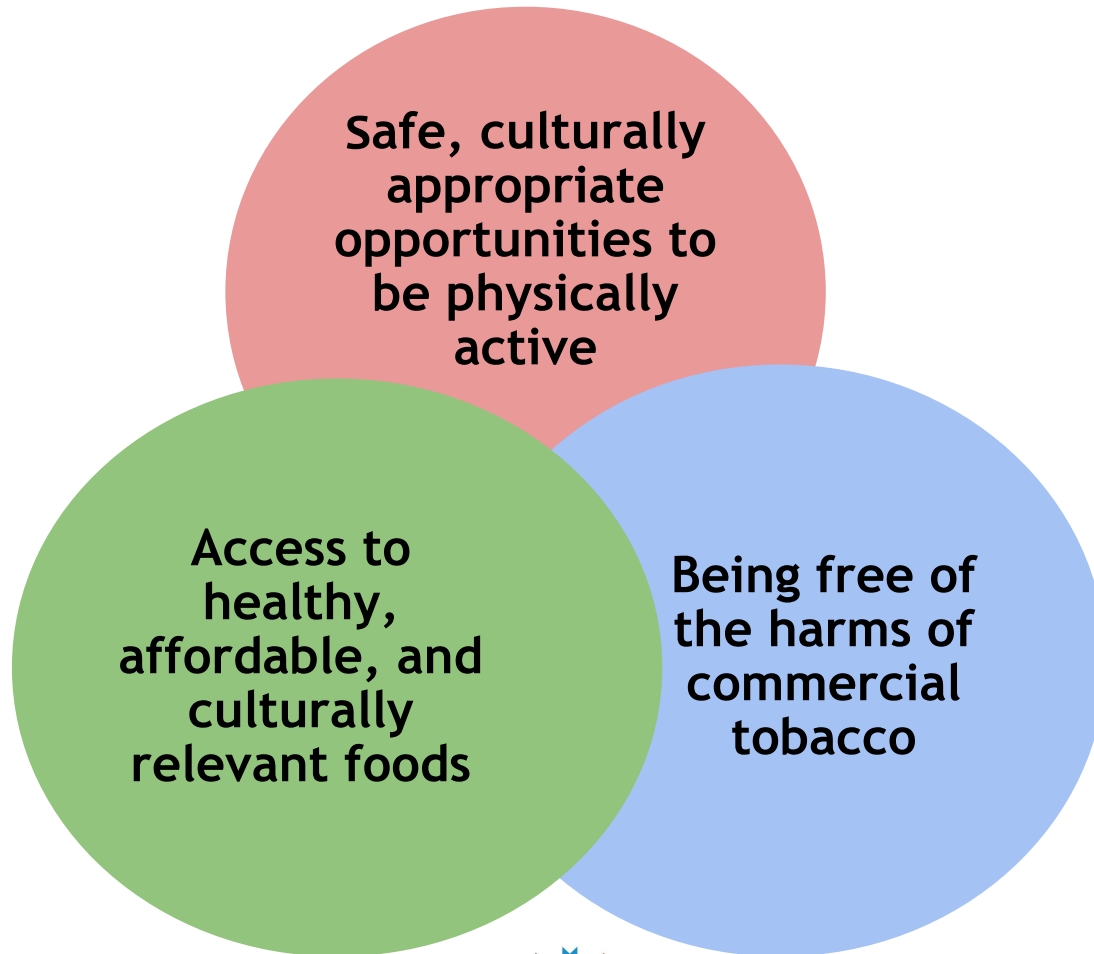 Safe, culturally
appropriate
opportunities to
be physically
active
Access to
healthy,
affordable, and
culturally
relevant foods
Being free of
the harms of
commercial
tobacco